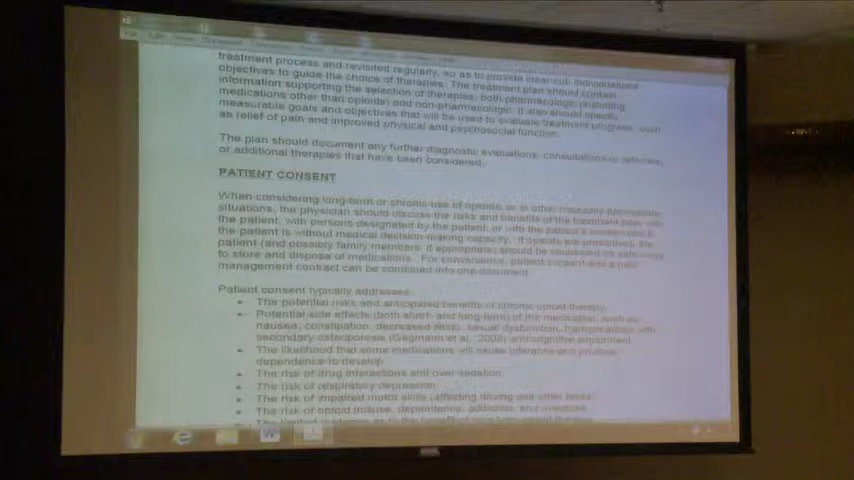 treatment process and revisited regularly, so as to provide clear-cut, individualized
objectives to guide the choice of therapies. The treatment plan should contain
information supporting the selection of therapies, both pharmacologic (including
medications other than opioids) and non-pharmacologic. It also should specify
measurable goals and objectives that will be used to evaluate treatment progress, such
as relief of pain and improved physical and psychosocial function.
The plan should document any further diagnostic evaluations, consultations or referrals,
or additional therapies that have been considered.
PATIENT CONSENT
When considering long-term or chronic use of opioids, or in other medically appropriate
situations, the physician should discuss the risks and benefits of the treatment plan with
the patient, with persons designated by the patient, or with the patient's
the patient is without medical decision-making capacity. If opioids are prescribed, the
patient (and possibly family members, if appropriate) should be counseled on safe ways
to store and dispose of medications. For convenience, patient consent and a pain
management contract can be combined into one document.
Patient consent typically addresses:
• The potential risks and anticipated benefits of chronic opioid therapy.
• Potential side effects (both short- and long-term) of the medication, such as
nausea, constipation, decreased libido, sexual dysfunction, hypogonadism with
secondary osteoporosis (Siegmann et al., 2008) and cognitive impairment.
• The likelihood that some medications will cause tolerance and physical
dependence to develop.
• The risk of drug interactions and over-sedation.
• The risk of respiratory depression.
• The risk of impaired motor skills (affecting driving and other tasks).
• The risk of opioid misuse, dependence, addiction, and overdose.
• The limited evidence as to the benefit of